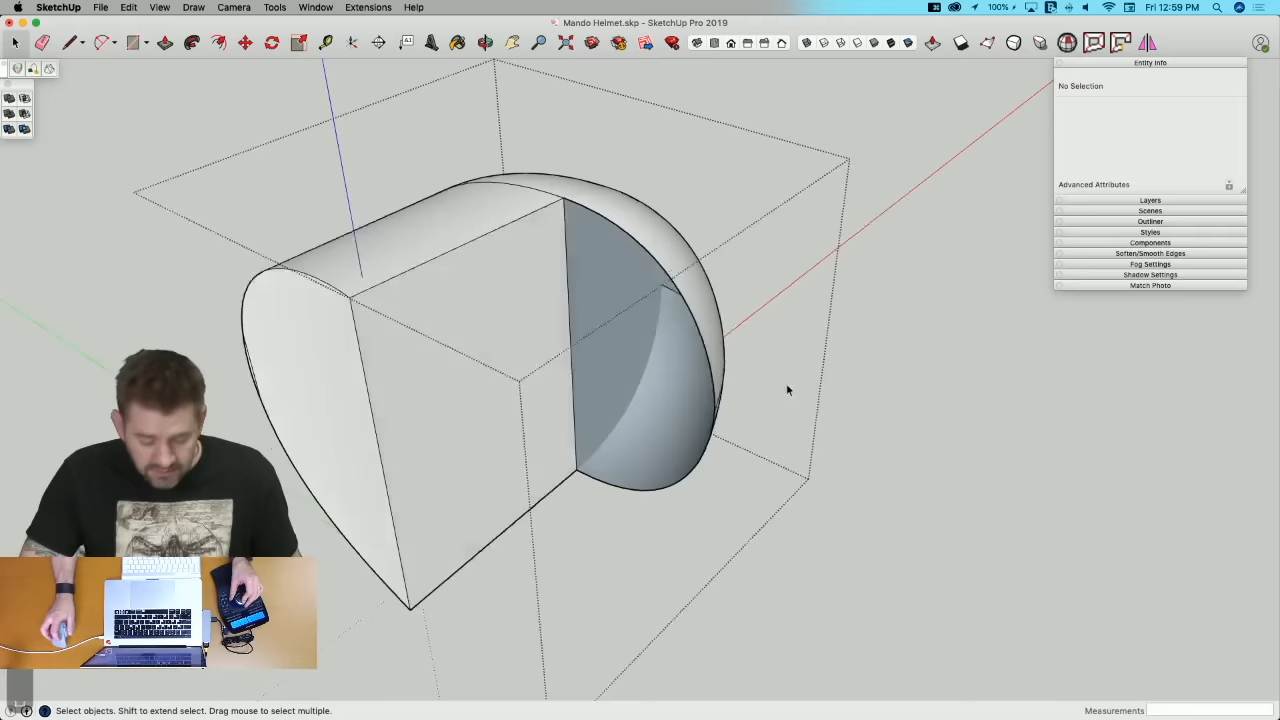 SketchUp File Edit View Draw Camera Tools Window Extensions Help 100% Fri 12:59 PM
Mando Helmet.skp - SketchUp Pro 2019
Entity Info
No Selection
Advanced Attributes
Layers
Scenes
Outliner
Styles
Components
Soften/Smooth Edges
Fog Settings
Shadow Settings
Match Photo
Select objects. Shift to extend select. Drag mouse to select multiple. Measurements